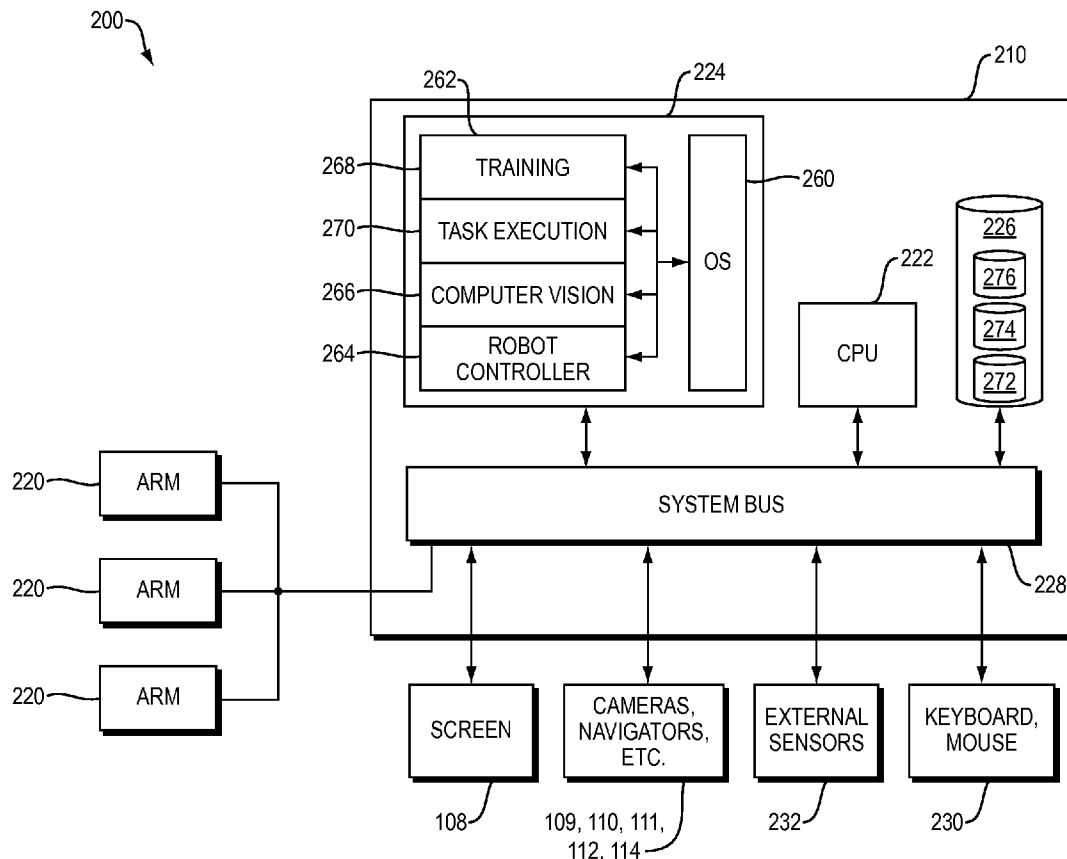 200
262
224
210
268
TRAINING
260
270
TASK EXECUTION
OS
226
266
COMPUTER VISION
222
276
264
ROBOT
CONTROLLER
CPU
274
272
220
ARM
SYSTEM BUS
220
ARM
228
220
ARM
SCREEN
CAMERAS,
NAVIGATORS,
ETC.
EXTERNAL
SENSORS
KEYBOARD,
MOUSE
108
109, 110, 111,
112, 114
232
230